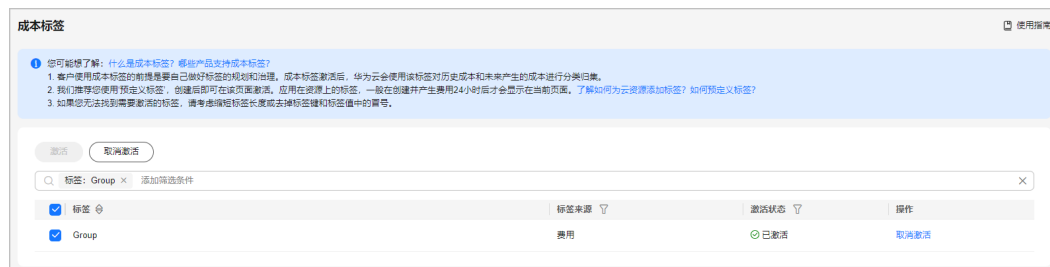 成本标签
使用指南
您可能想了解：什么是成本标签？哪些产品支持成本标签？
1. 客户使用成本标签的前提是要自己做好标签的规划和治理。成本标签激活后，华为云会使用该标签对历史成本和未来产生的成本进行分类归集。
2. 我们推荐您使用'预定义标签'，创建后即可在该页面激活。应用在资源上的标签，一般在创建并产生费用24小时后才会显示在当前页面。了解如何为云资源添加标签？如何预定义标签？
3. 如果您无法找到需要激活的标签，请考虑缩短标签长度或去掉标签键和标签值中的冒号。
激活 取消激活
标签：Group × 添加筛选条件
标签 标签来源 激活状态 操作
Group 费用 已激活 取消激活